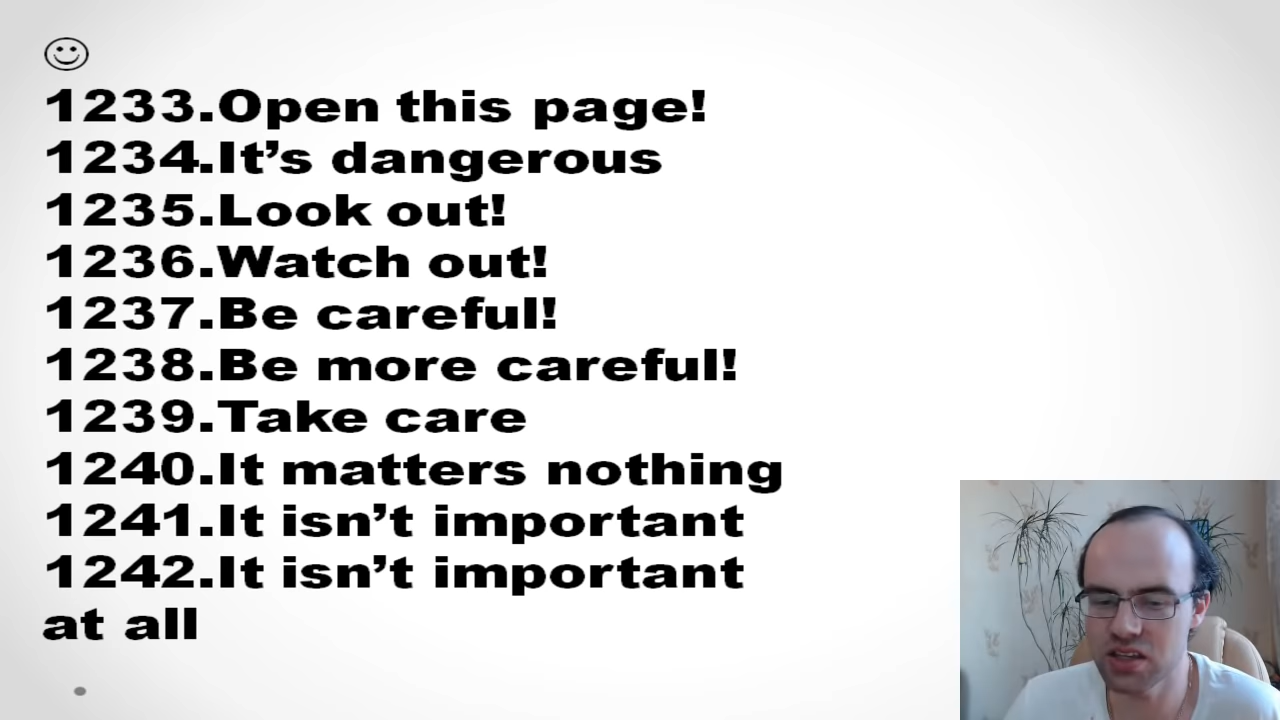 1233.Open this page!
1234.It’s dangerous
1235.Look out!
1236.Watch out!
1237.Be careful!
1238.Be more careful!
1239.Take care
1240.It matters nothing
1241.It isn’t important
1242.It isn’t important
at all